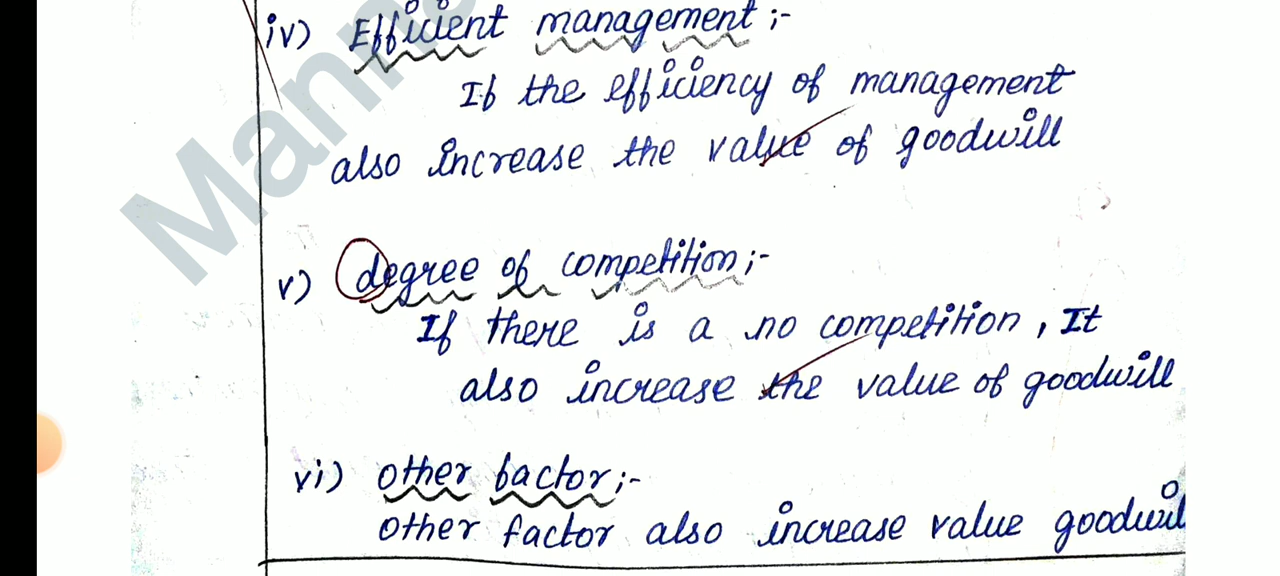 iv) Efficient management ;-
If the efficiency of management
also increase the value of goodwill
v) degree of competition ;-
If there is a no competition , It
also increase the value of goodwill
vi) other factor ;-
other factor also increase value goodwil